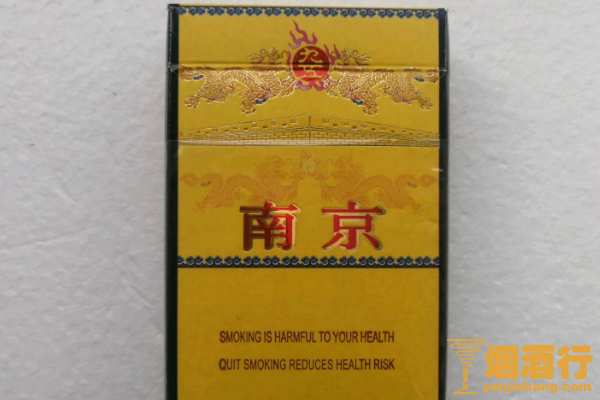 南京
SMOKING IS HARMFUL TO YOUR HEALTH
QUIT SMOKING REDUCES HEALTH RISK
烟酒行
yanjiuhang.com